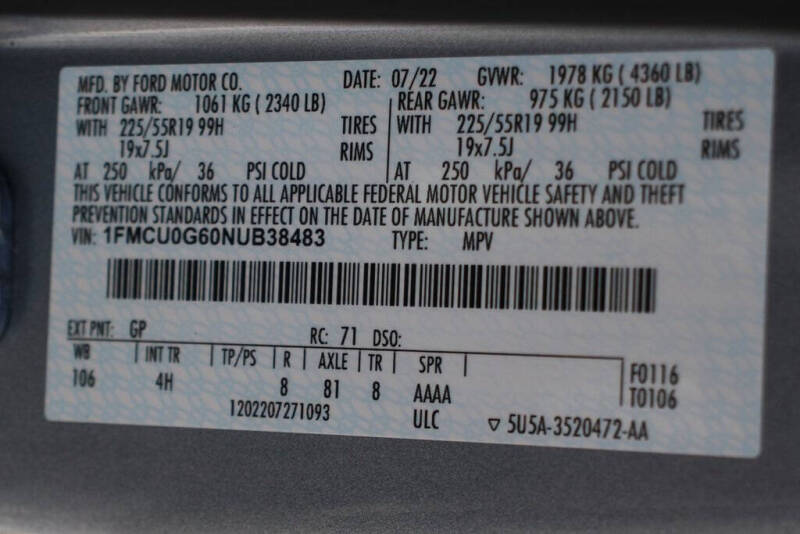 MFD. BY FORD MOTOR CO. DATE: 07/22 GVWR: 1978 KG ( 4360 LB)
FRONT GAWR: 1061 KG ( 2340 LB) REAR GAWR: 975 KG ( 2150 LB)
WITH 225/55R19 99H TIRES WITH 225/55R19 99H TIRES
19x7.5J RIMS 19x7.5J RIMS
AT 250 kPa/ 36 PSI COLD AT 250 kPa/ 36 PSI COLD
THIS VEHICLE CONFORMS TO ALL APPLICABLE FEDERAL MOTOR VEHICLE SAFETY AND THEFT
PREVENTION STANDARDS IN EFFECT ON THE DATE OF MANUFACTURE SHOWN ABOVE.
VIN: 1FMCU0G60NUB38483 TYPE: MPV
EXT PNT: GP RC: 71 DSO:
WB INT TR TP/PS R AXLE TR SPR F0116
106 4H 8 81 8 AAAA T0106
1202207271093 ULC ▽ 5U5A-3520472-AA